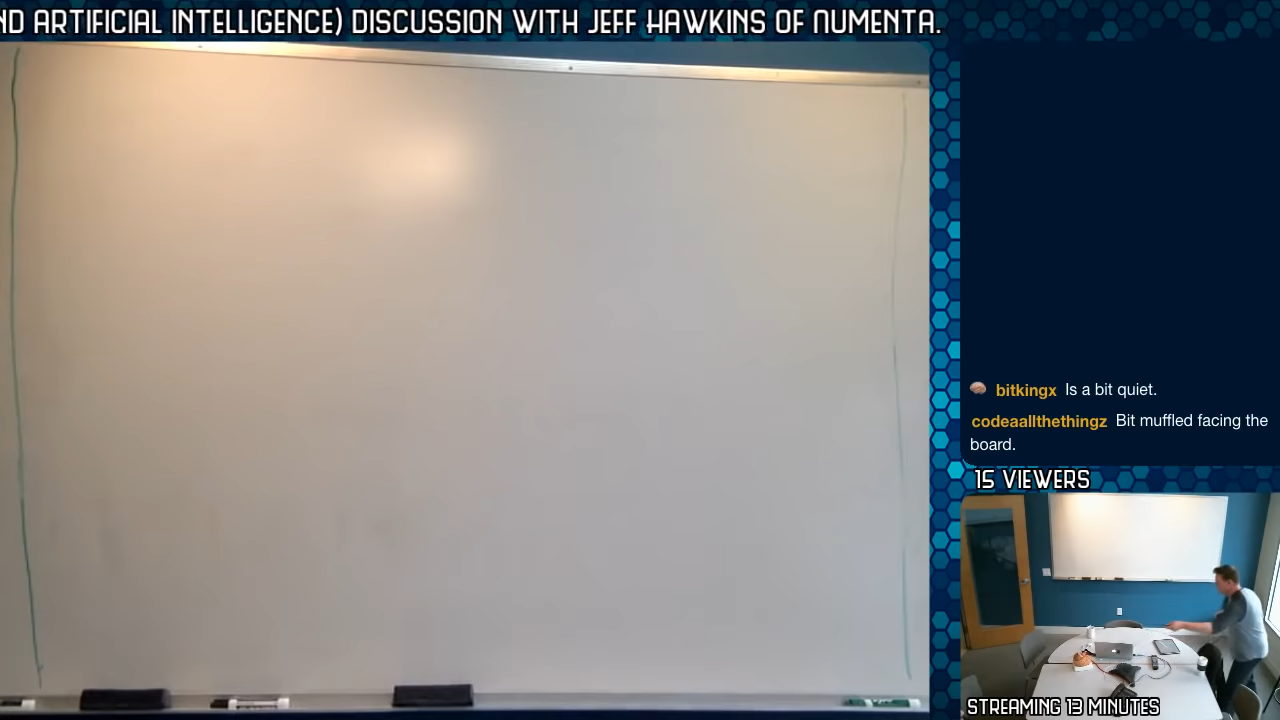 ND ARTIFICIAL INTELLIGENCE) DISCUSSION WITH JEFF HAWKINS OF NUMENTA.
bitkingx Is a bit quiet.
codeaallthethingz Bit muffled facing the
board.
15 VIEWERS
STREAMING 13 MINUTES